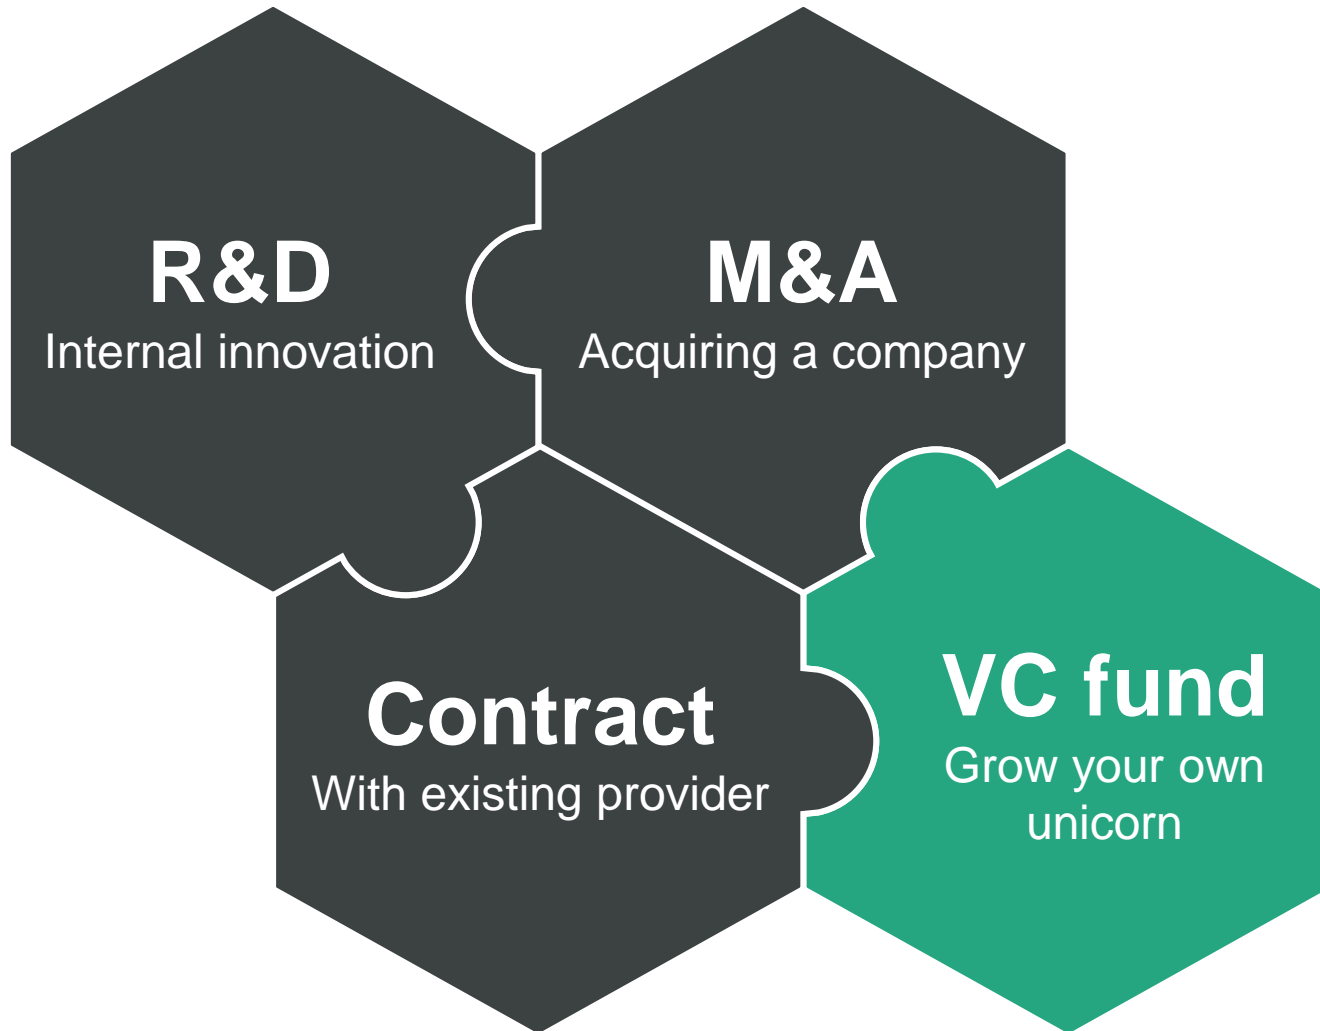 R&D
Internal innovation
M&A
Acquiring a company
Contract
With existing provider
VC fund
Grow your own
unicorn